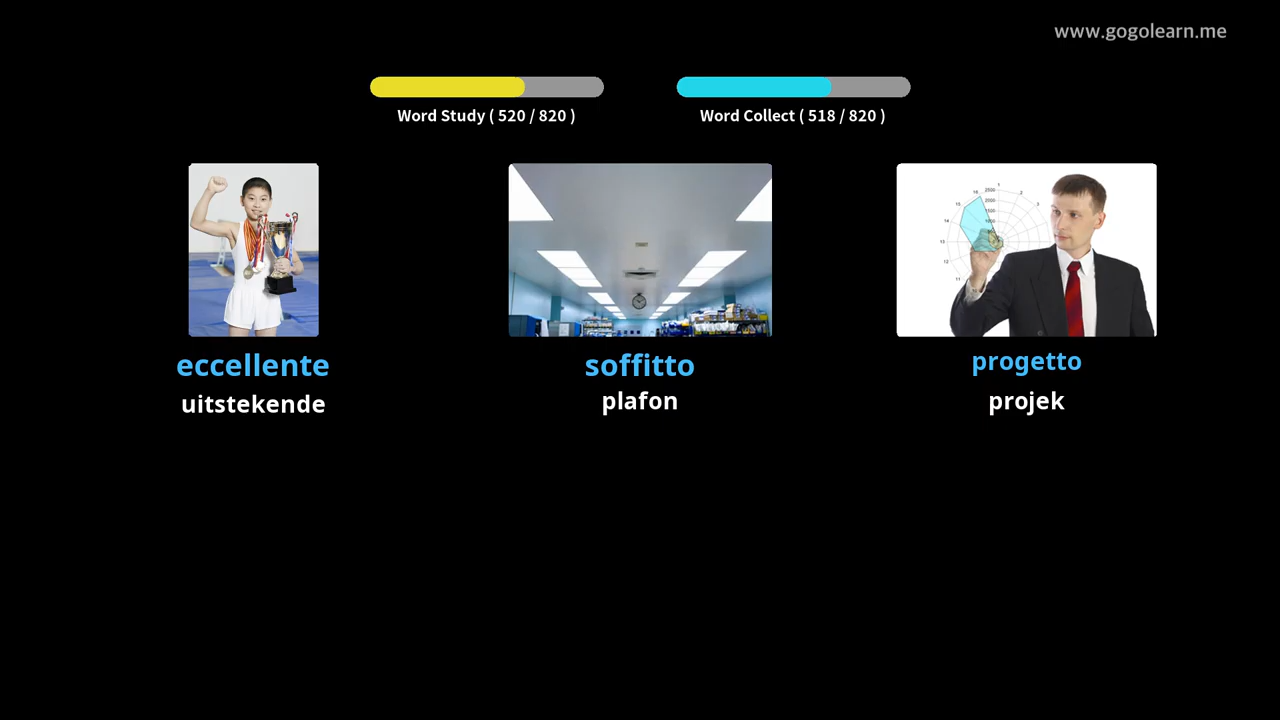 www.gogolearn.me
Word Study ( 520 / 820 )
Word Collect ( 518 / 820 )
eccellente
uitstekende
soffitto
plafon
progetto
projek